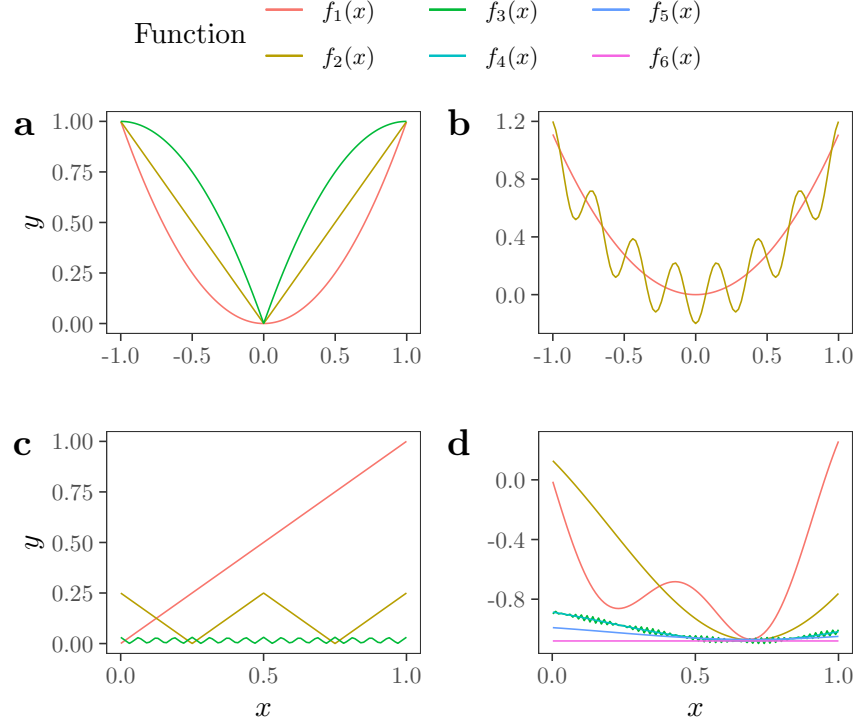 Function f₁(x) f₃(x) f₅(x)
f₂(x) f₄(x) f₆(x)
a b
1.00 0.75 0.50 0.25 0.00
y
-1.0 -0.5 0.0 0.5 1.0
1.2 0.8 0.4 0.0
-1.0 -0.5 0.0 0.5 1.0
c d
1.00 0.75 0.50 0.25 0.00
y
0.0 0.5 1.0
x
0.0 -0.4 -0.8
0.0 0.5 1.0
x